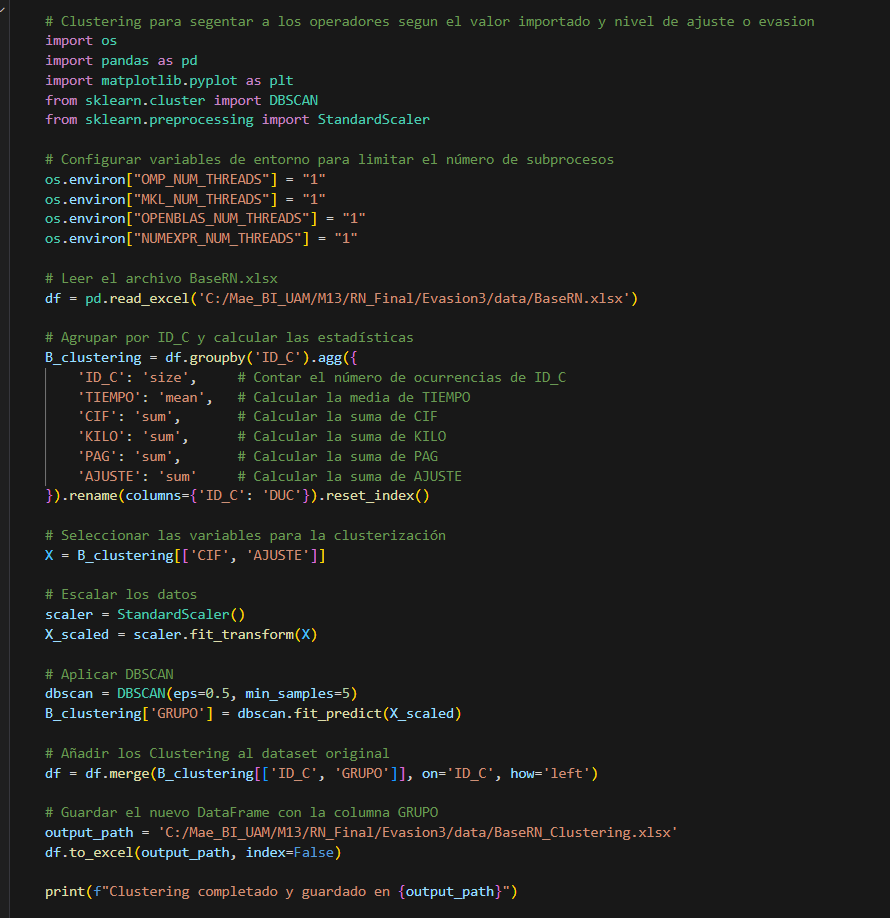 # Clustering para segentar a los operadores segun el valor importado y nivel de ajuste o evasion
import os
import pandas as pd
import matplotlib.pyplot as plt
from sklearn.cluster import DBSCAN
from sklearn.preprocessing import StandardScaler
# Configurar variables de entorno para limitar el número de subprocesos
os.environ["OMP_NUM_THREADS"] = "1"
os.environ["MKL_NUM_THREADS"] = "1"
os.environ["OPENBLAS_NUM_THREADS"] = "1"
os.environ["NUMEXPR_NUM_THREADS"] = "1"
# Leer el archivo BaseRN.xlsx
df = pd.read_excel('C:/Mae_BI_UAM/M13/RN_Final/Evasion3/data/BaseRN.xlsx')
# Agrupar por ID_C y calcular las estadísticas
B_clustering = df.groupby('ID_C').agg({
    'ID_C': 'size',     # Contar el número de ocurrencias de ID_C
    'TIEMPO': 'mean',   # Calcular la media de TIEMPO
    'CIF': 'sum',       # Calcular la suma de CIF
    'KILO': 'sum',      # Calcular la suma de KILO
    'PAG': 'sum',       # Calcular la suma de PAG
    'AJUSTE': 'sum'     # Calcular la suma de AJUSTE
}).rename(columns={'ID_C': 'DUC'}).reset_index()
# Seleccionar las variables para la clusterización
X = B_clustering[['CIF', 'AJUSTE']]
# Escalar los datos
scaler = StandardScaler()
X_scaled = scaler.fit_transform(X)
# Aplicar DBSCAN
dbscan = DBSCAN(eps=0.5, min_samples=5)
B_clustering['GRUPO'] = dbscan.fit_predict(X_scaled)
# Añadir los Clustering al dataset original
df = df.merge(B_clustering[['ID_C', 'GRUPO']], on='ID_C', how='left')
# Guardar el nuevo DataFrame con la columna GRUPO
output_path = 'C:/Mae_BI_UAM/M13/RN_Final/Evasion3/data/BaseRN_Clustering.xlsx'
df.to_excel(output_path, index=False)
print(f"Clustering completado y guardado en {output_path}")